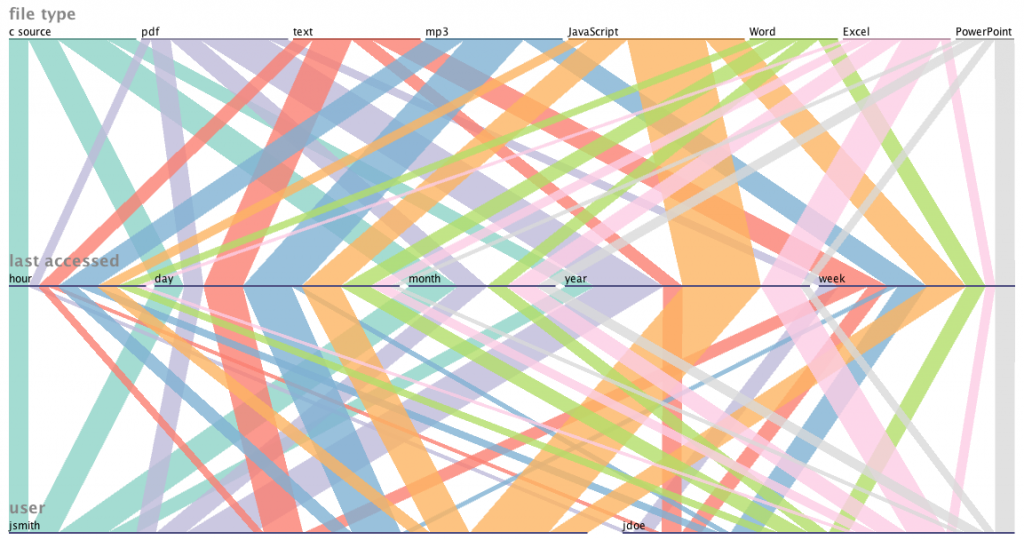 file type
c source pdf text mp3 JavaScript Word Excel PowerPoint
last accessed
hour day month year week
user
jsmith jdoe